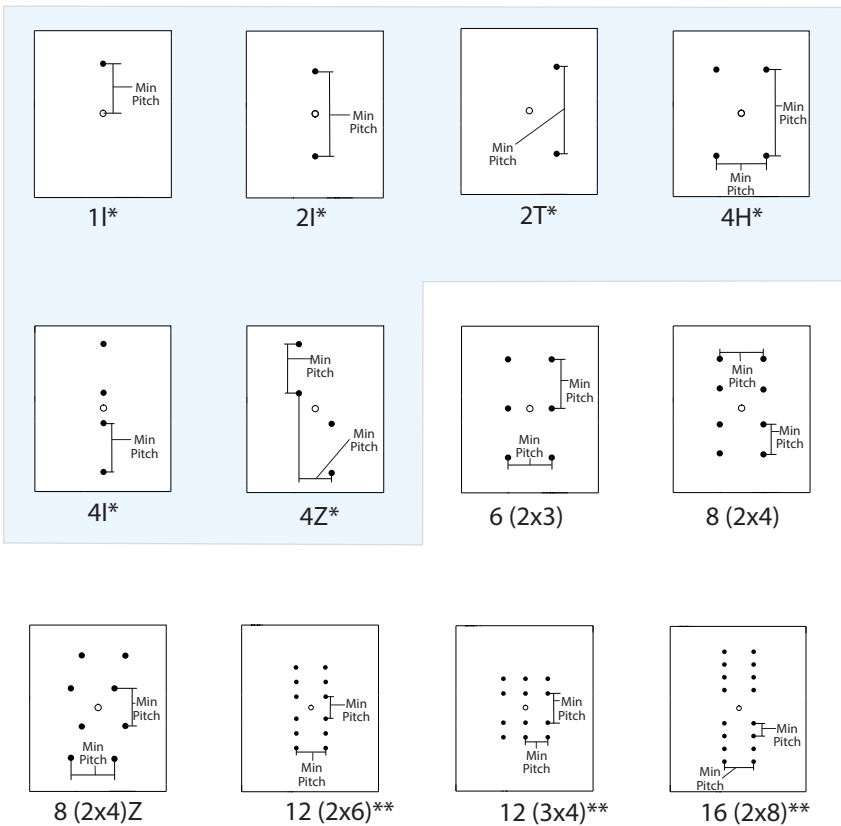 Min
Pitch
1I*
Min
Pitch
2I*
Min
Pitch
2T*
Min
Pitch
Min
Pitch
4H*
Min
Pitch
4I*
Min
Pitch
Min
Pitch
4Z*
Min
Pitch
Min
Pitch
6 (2x3)
Min
Pitch
Min
Pitch
8 (2x4)
Min
Pitch
Min
Pitch
8 (2x4)Z
Min
Pitch
Min
Pitch
12 (2x6)**
Min
Pitch
Min
Pitch
12 (3x4)**
Min
Pitch
Min
Pitch
16 (2x8)**